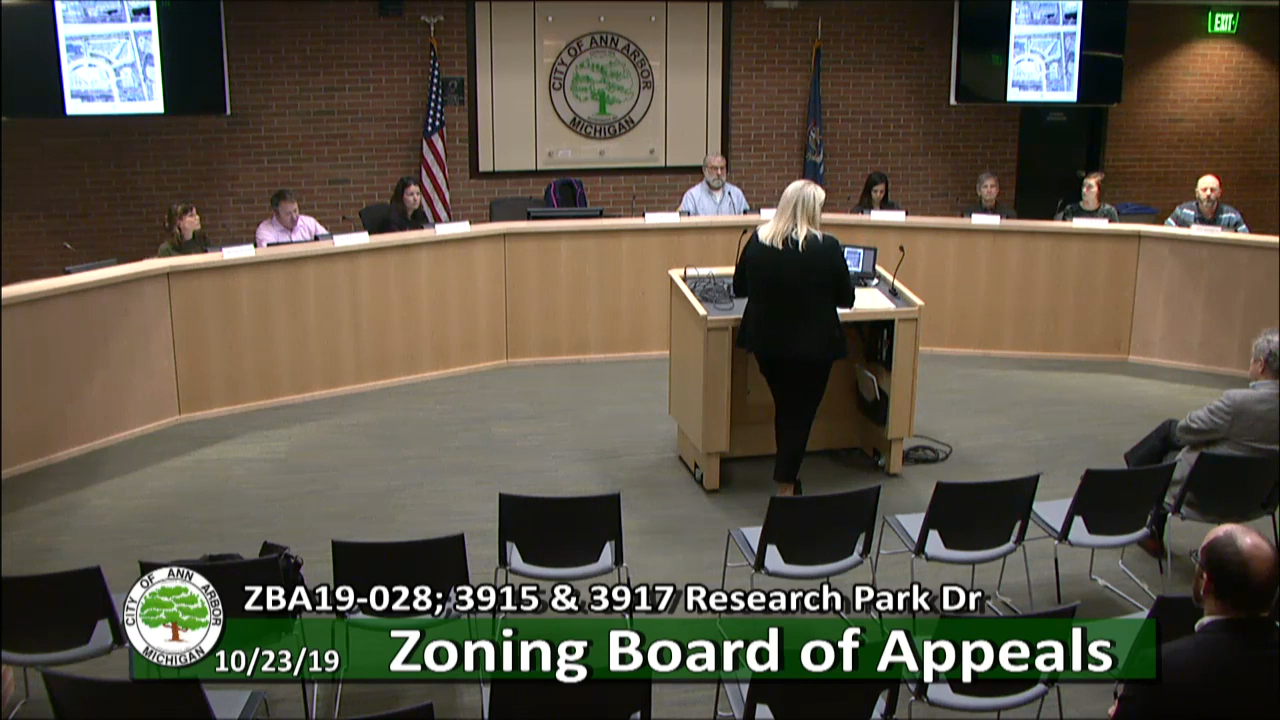 CITY OF ANN ARBOR
MICHIGAN
EXIT
CITY OF ANN ARBOR
MICHIGAN
ZBA19-028; 3915 & 3917 Research Park Dr
10/23/19
Zoning Board of Appeals